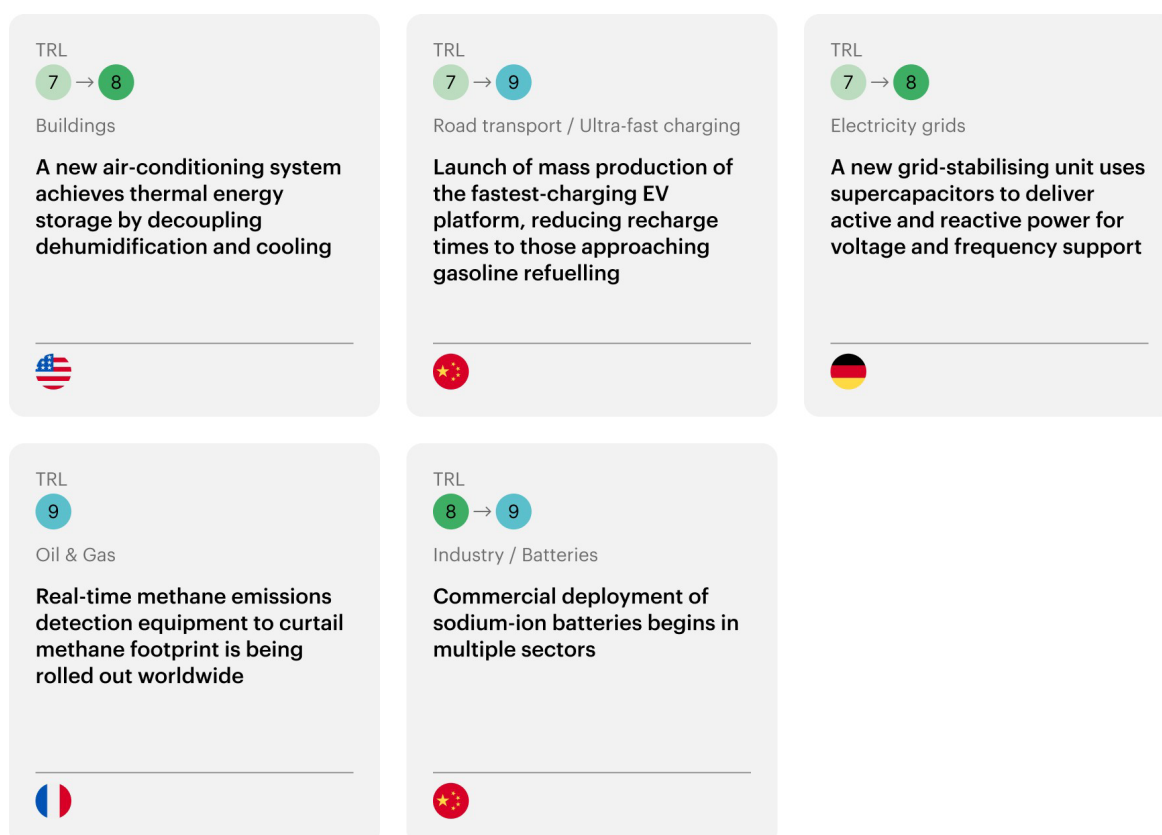 TRL
7 → 8
Buildings
A new air-conditioning system
achieves thermal energy
storage by decoupling
dehumidification and cooling
TRL
7 → 9
Road transport / Ultra-fast charging
Launch of mass production of
the fastest-charging EV
platform, reducing recharge
times to those approaching
gasoline refuelling
TRL
7 → 8
Electricity grids
A new grid-stabilising unit uses
supercapacitors to deliver
active and reactive power for
voltage and frequency support
TRL
9
Oil & Gas
Real-time methane emissions
detection equipment to curtail
methane footprint is being
rolled out worldwide
TRL
8 → 9
Industry / Batteries
Commercial deployment of
sodium-ion batteries begins in
multiple sectors